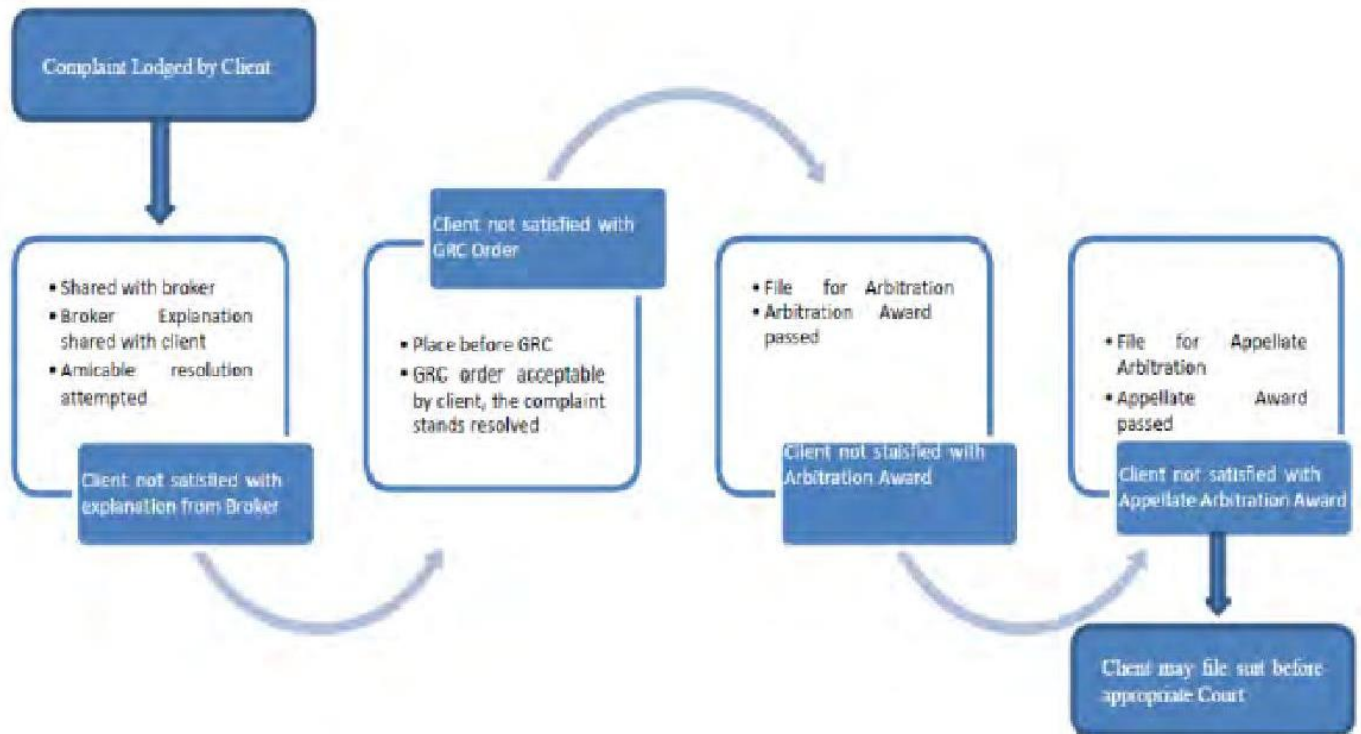 Complaint Lodged by Client
• Shared with broker
• Broker Explanation
shared with client
• Amicable resolution
attempted
Client not satisfied with
explanation from Broker
Client not satisfied with
GRC Order
• Place before GRC
• GRC order acceptable
by client, the complaint
stands resolved
• File for Arbitration
• Arbitration Award
passed
Client not staisfied with
Arbitration Award
• File for Appellate
Arbitration
• Appellate Award
passed
Client not satisfied with
Appellate Arbitration Award
Client may file suit before
appropriate Court